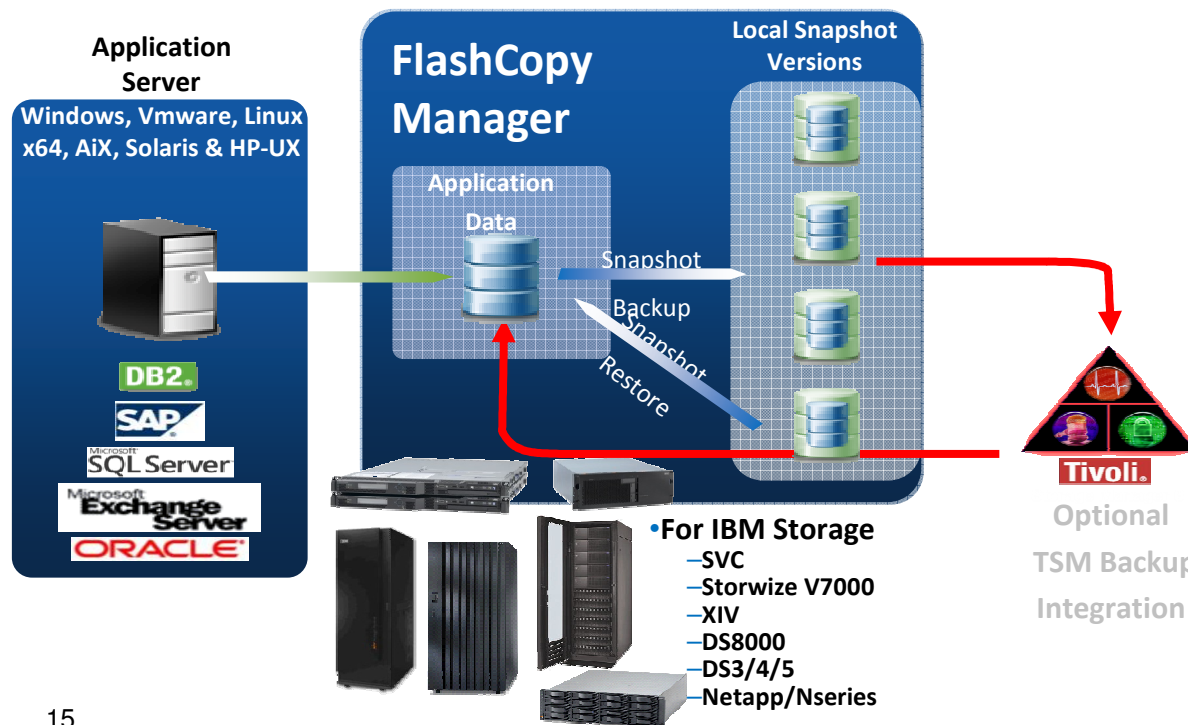 Application
Server
Windows, Vmware, Linux
x64, AiX, Solaris & HP-UX
DB2.
SAP
Microsoft
SQL Server
Microsoft
Exchange
Server
ORACLE
FlashCopy
Manager
Application
Data
Snapshot
Backup
Snapshot
Restore
Local Snapshot
Versions
Tivoli.
Optional
TSM Backup
Integration
•For IBM Storage
–SVC
–Storwize V7000
–XIV
–DS8000
–DS3/4/5
–Netapp/Nseries
15